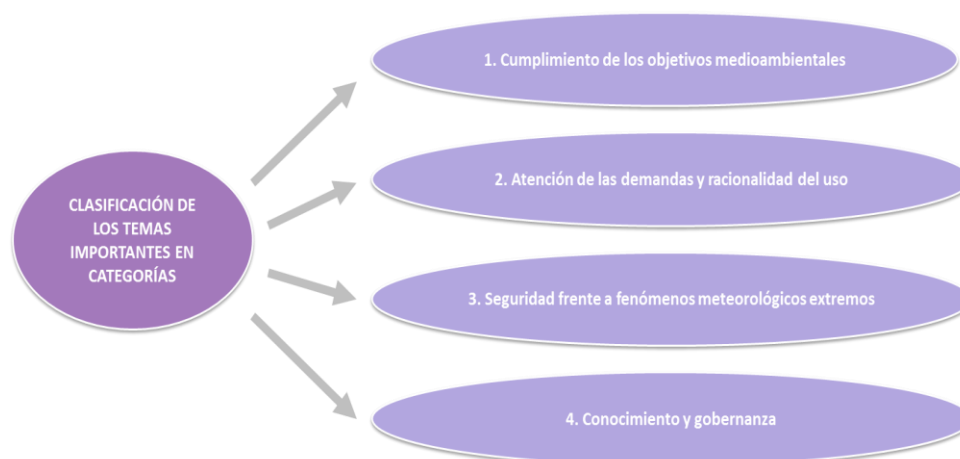 CLASIFICACIÓN DE
LOS TEMAS
IMPORTANTES EN
CATEGORÍAS
1. Cumplimiento de los objetivos medioambientales
2. Atención de las demandas y racionalidad del uso
3. Seguridad frente a fenómenos meteorológicos extremos
4. Conocimiento y gobernanza